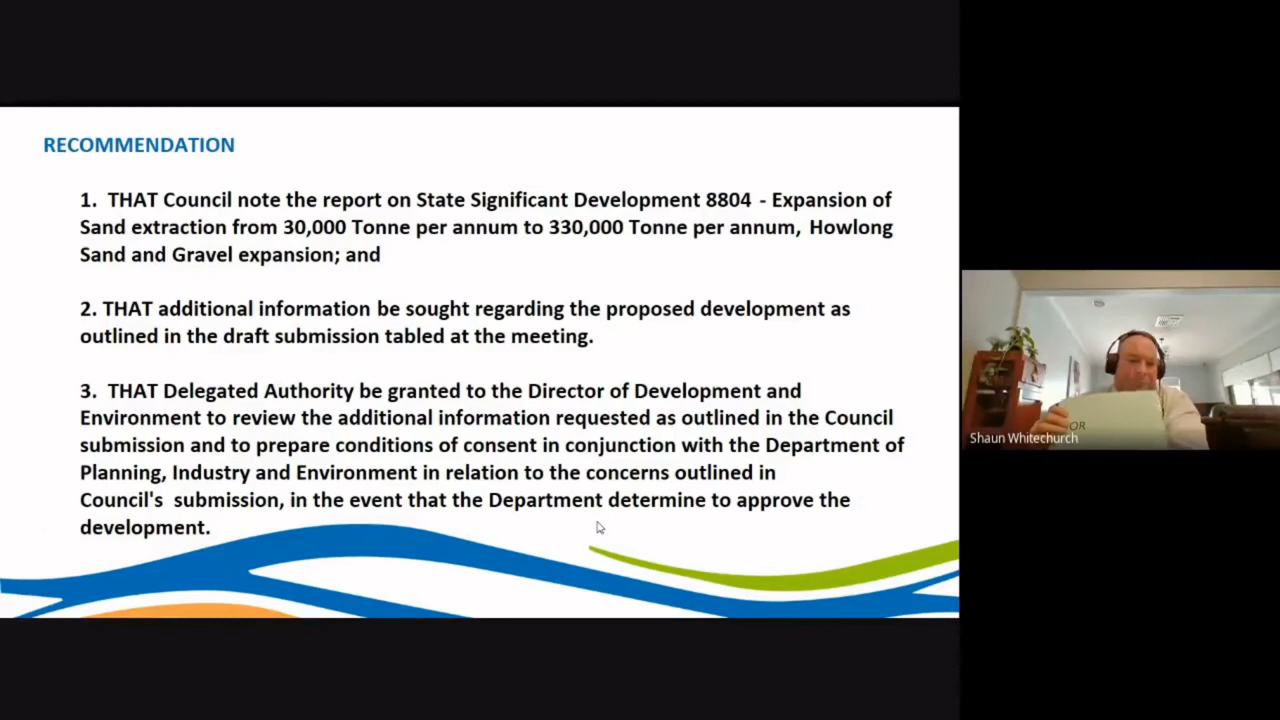 RECOMMENDATION
1. THAT Council note the report on State Significant Development 8804 - Expansion of
Sand extraction from 30,000 Tonne per annum to 330,000 Tonne per annum, Howlong
Sand and Gravel expansion; and
2. THAT additional information be sought regarding the proposed development as
outlined in the draft submission tabled at the meeting.
3. THAT Delegated Authority be granted to the Director of Development and
Environment to review the additional information requested as outlined in the Council
submission and to prepare conditions of consent in conjunction with the Department of
Planning, Industry and Environment in relation to the concerns outlined in
Council's submission, in the event that the Department determine to approve the
development.
OR
Shaun Whitechurch